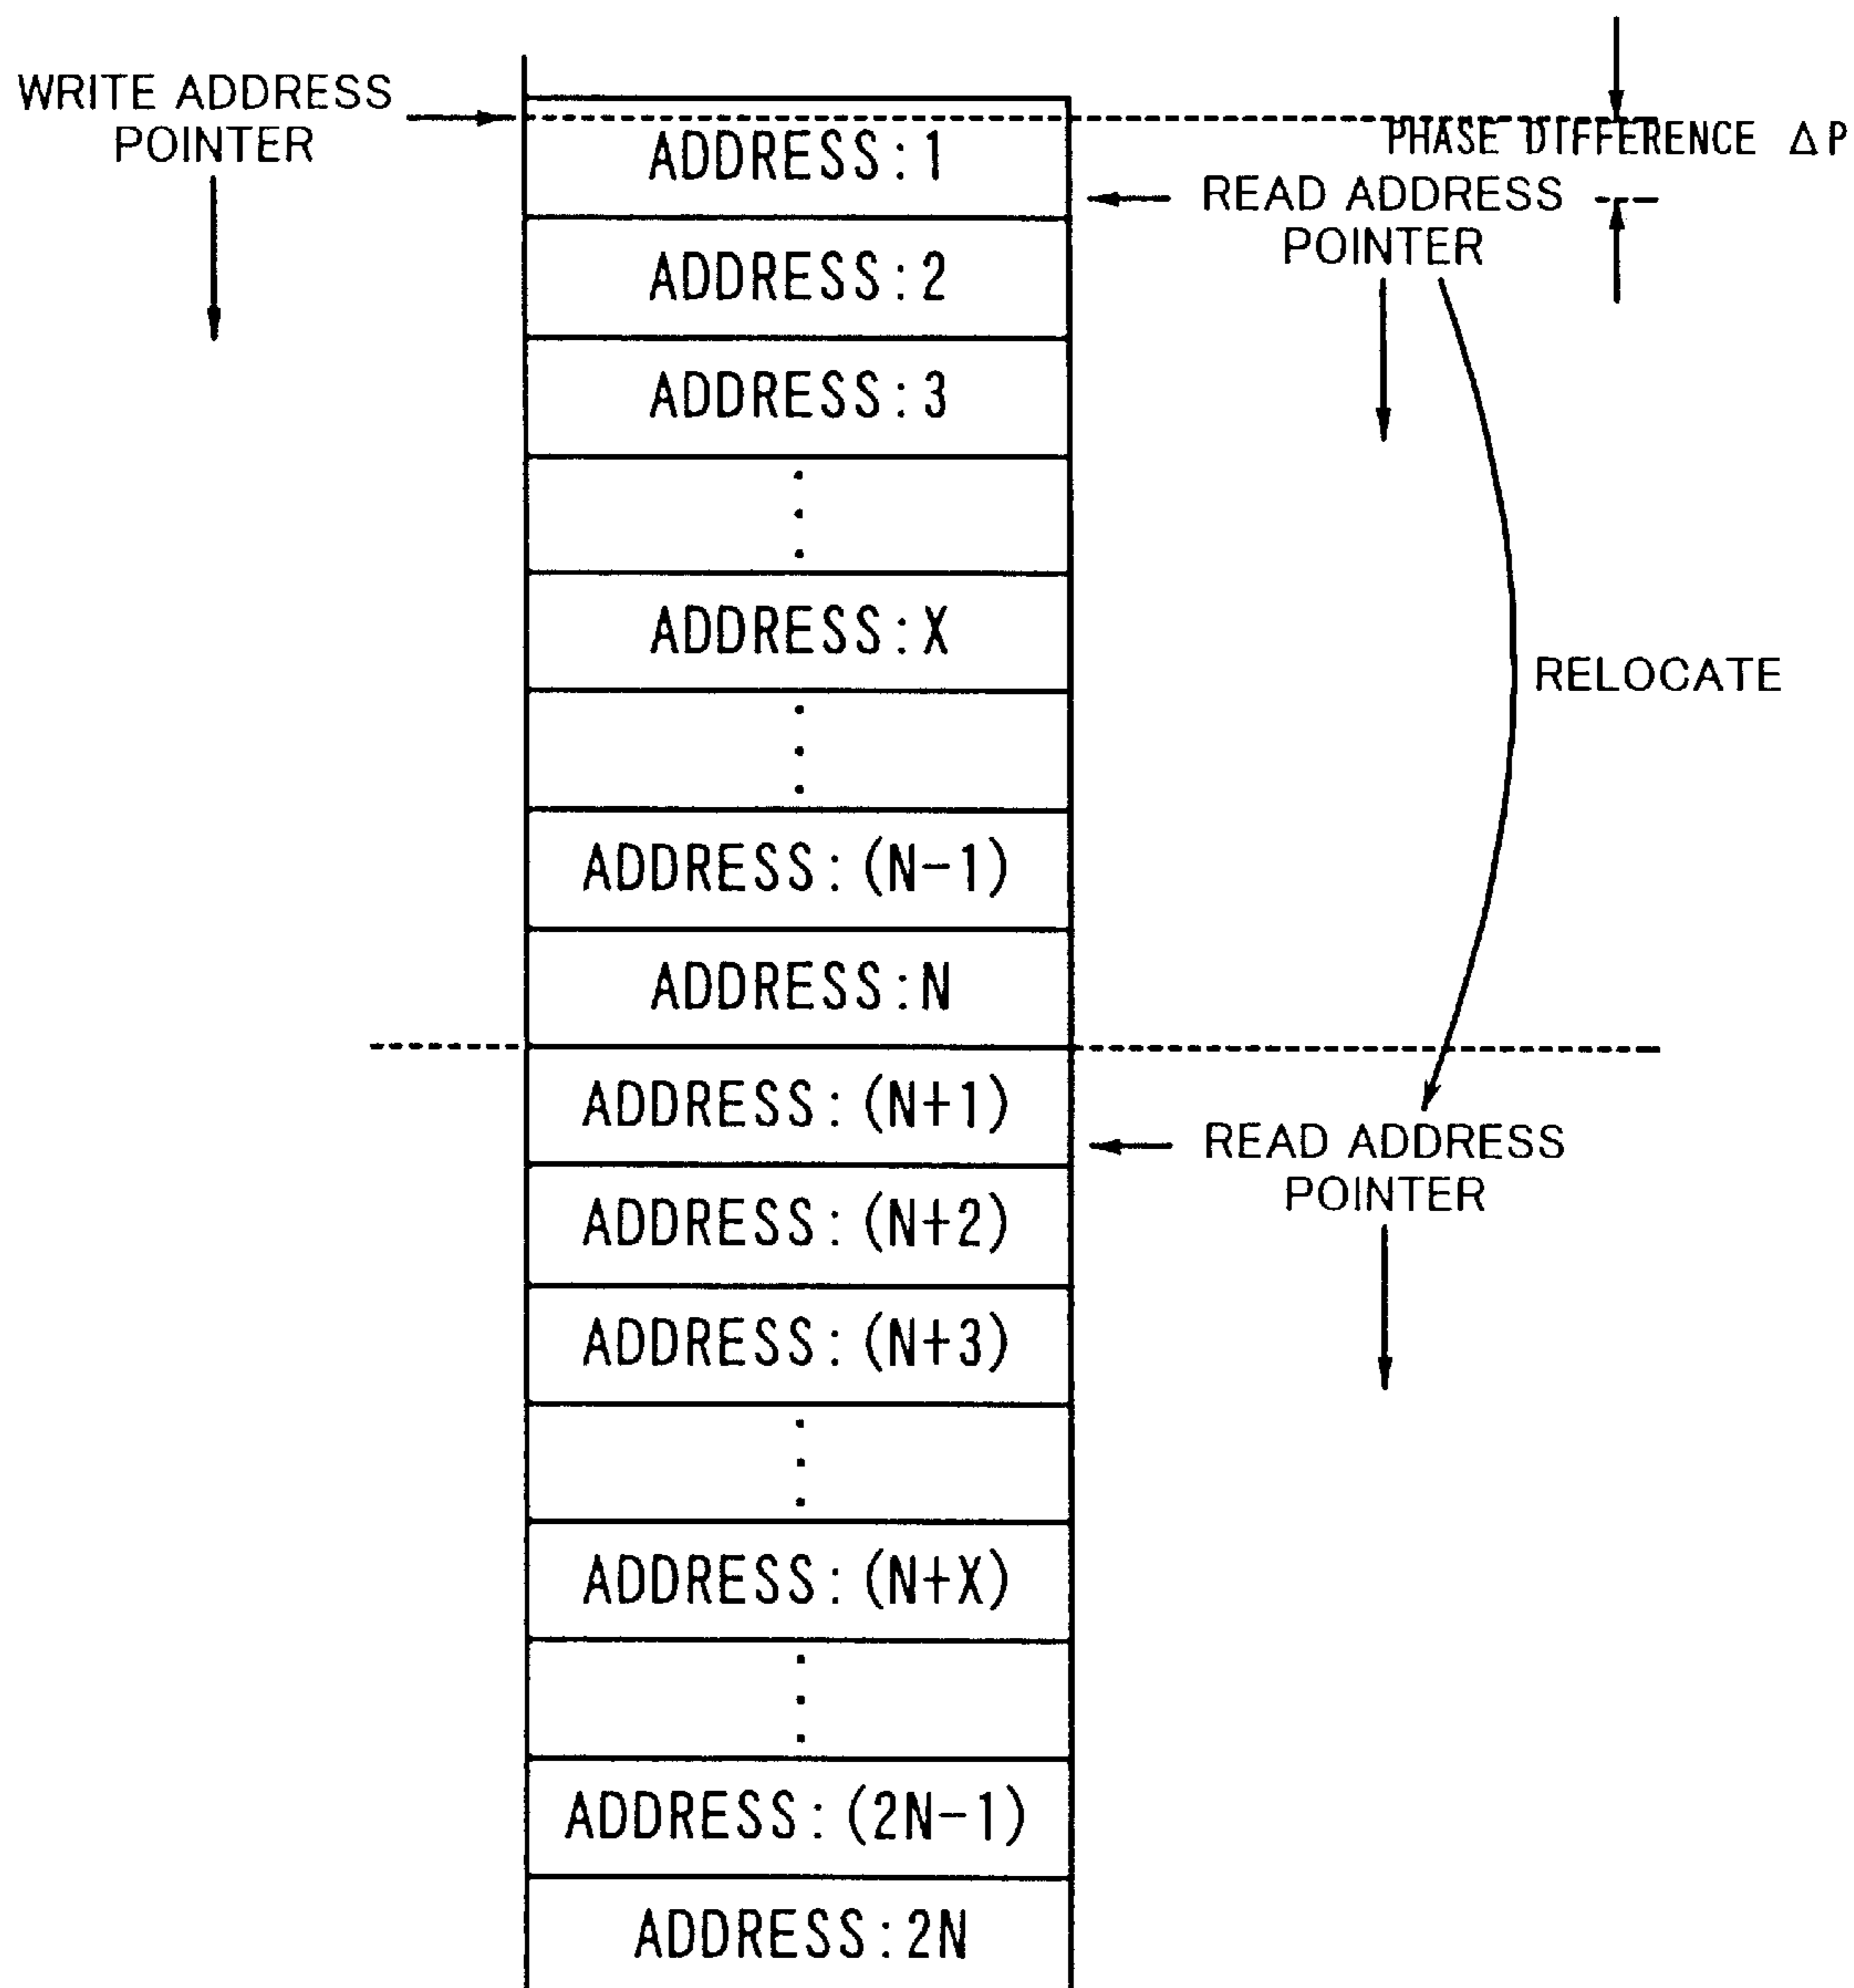 WRITE ADDRESS
POINTER
ADDRESS:1
PHASE DIFFERENCE ΔP
READ ADDRESS
POINTER
ADDRESS:2
ADDRESS:3
ADDRESS:X
RELOCATE
ADDRESS:(N-1)
ADDRESS:N
ADDRESS:(N+1)
READ ADDRESS
POINTER
ADDRESS:(N+2)
ADDRESS:(N+3)
ADDRESS:(N+X)
ADDRESS:(2N-1)
ADDRESS:2N